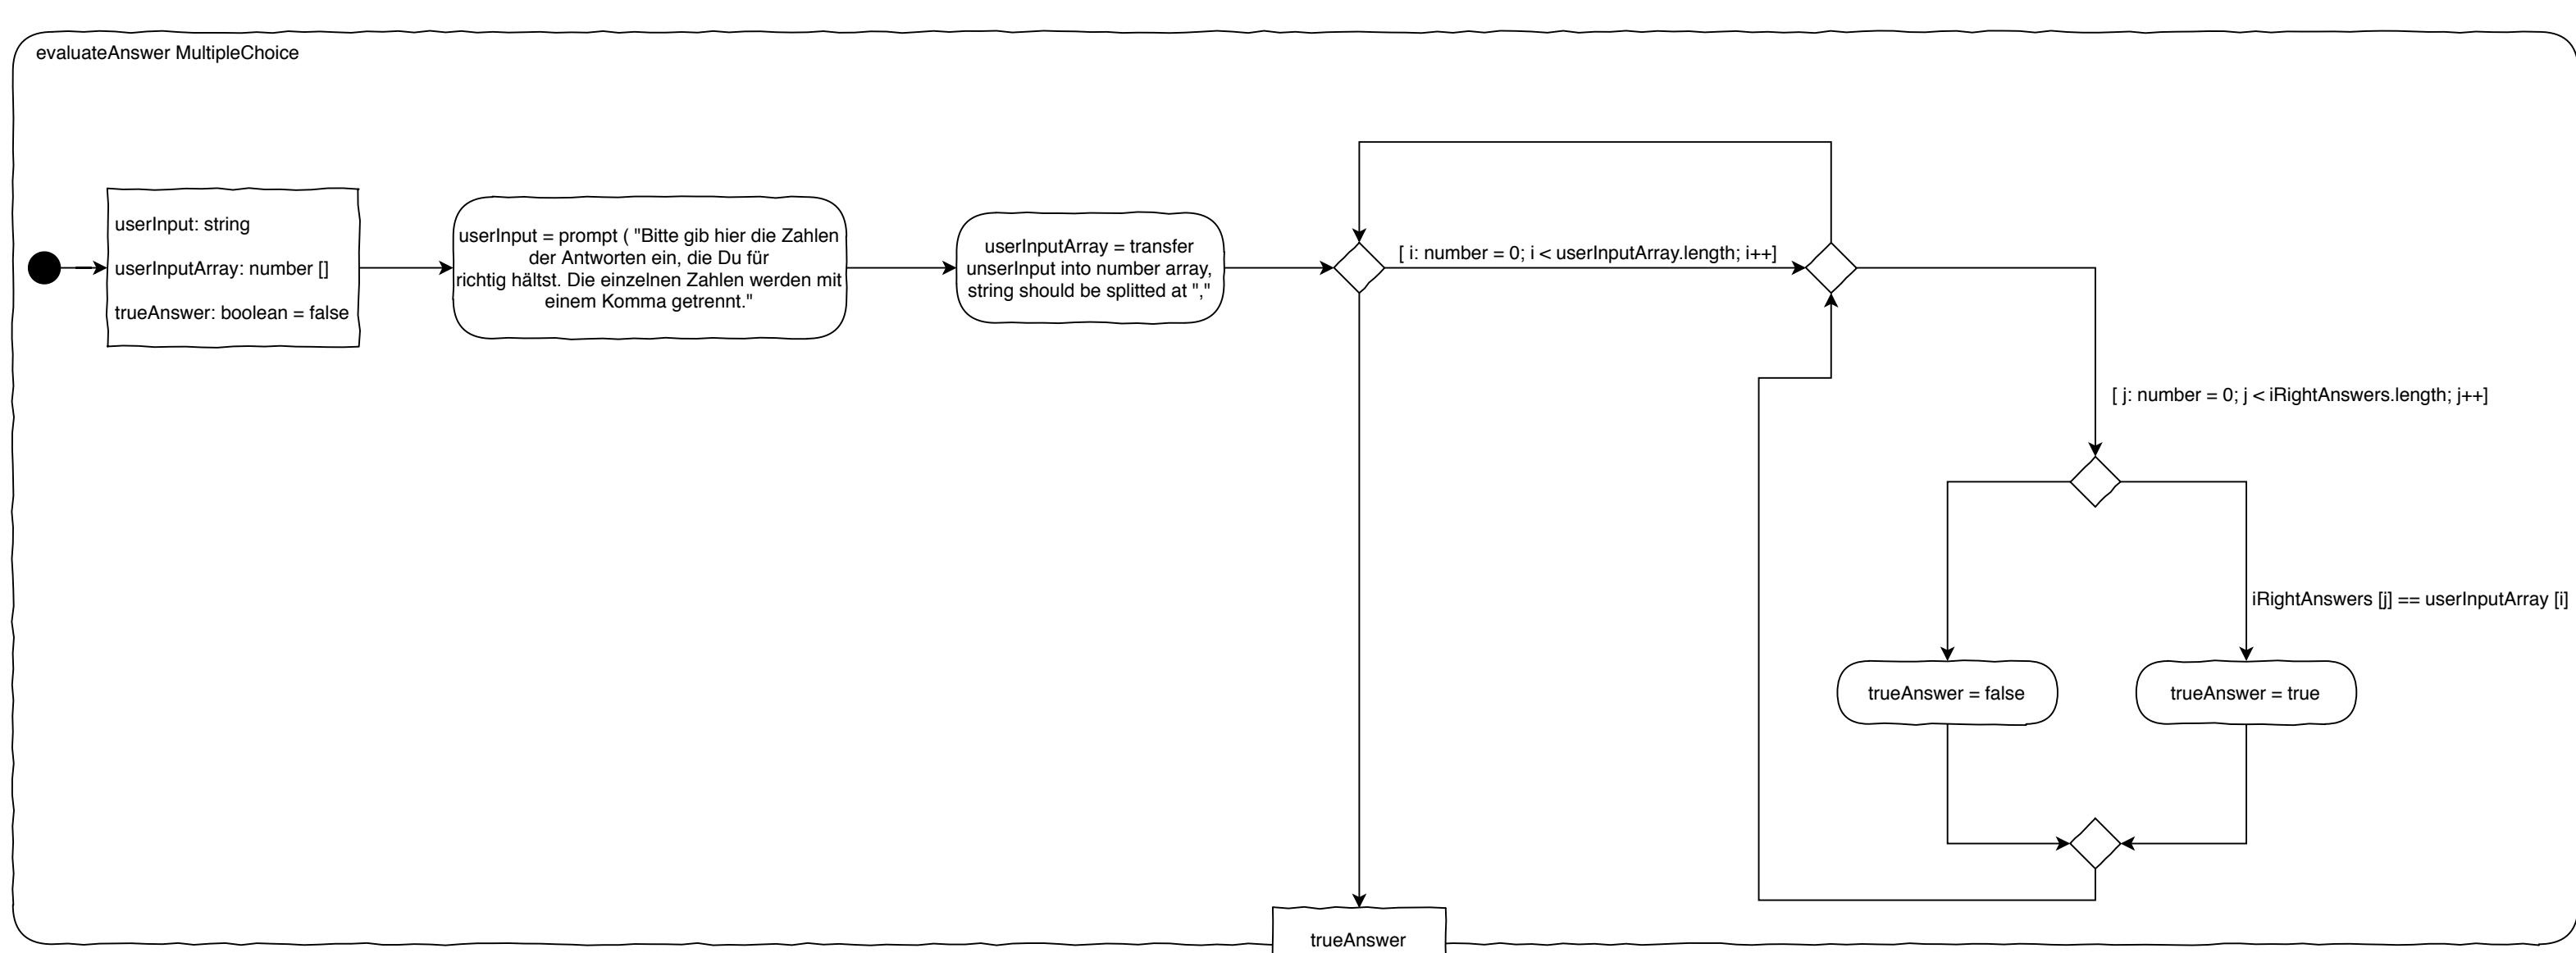 evaluateAnswer MultipleChoice
userInput: string
userInputArray: number []
trueAnswer: boolean = false
userInput = prompt ( "Bitte gib hier die Zahlen
der Antworten ein, die Du für
richtig hältst. Die einzelnen Zahlen werden mit
einem Komma getrennt."
userInputArray = transfer
unserInput into number array,
string should be splitted at ","
[ i: number = 0; i < userInputArray.length; i++]
[ j: number = 0; j < iRightAnswers.length; j++]
iRightAnswers [j] == userInputArray [i]
trueAnswer = false
trueAnswer = true
trueAnswer